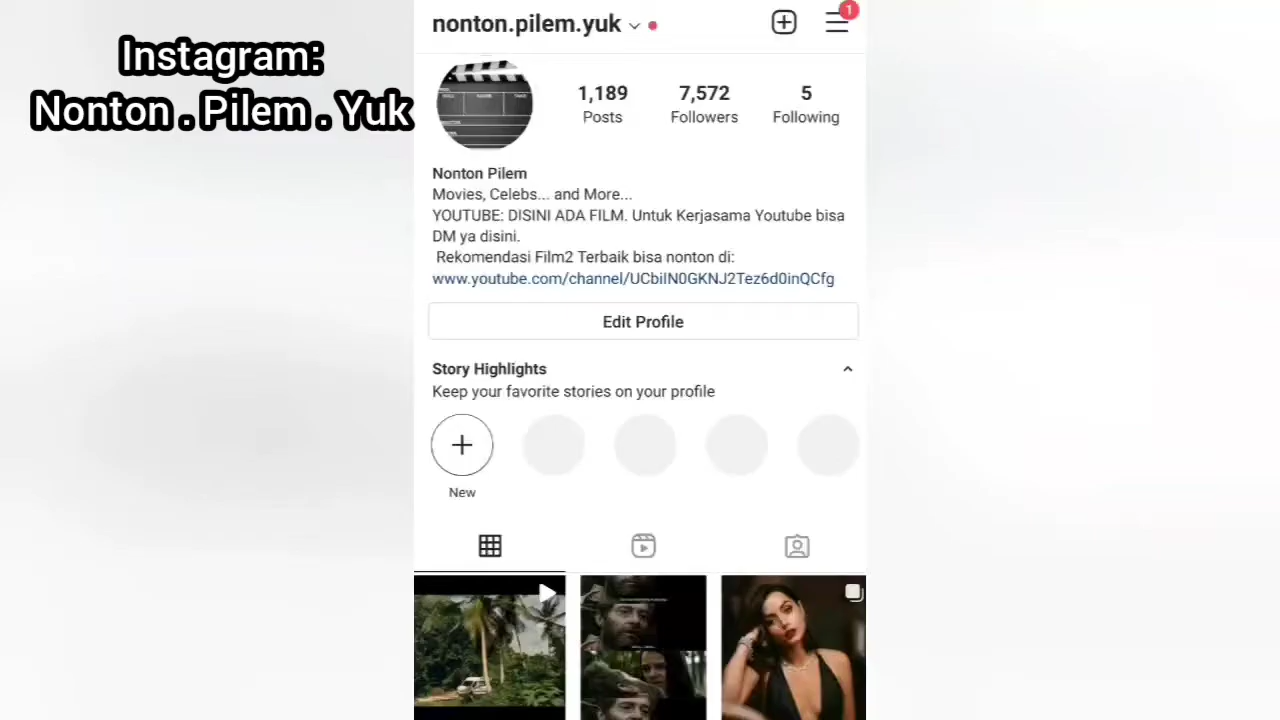 Instagram:
Nonton . Pilem . Yuk
nonton.pilem.yuk
1
1,189
Posts
7,572
Followers
5
Following
Nonton Pilem
Movies, Celebs... and More...
YOUTUBE: DISINI ADA FILM. Untuk Kerjasama Youtube bisa
DM ya disini.
Rekomendasi Film2 Terbaik bisa nonton di:
www.youtube.com/channel/UCbilN0GKNJ2Tez6d0inQCfg
Edit Profile
Story Highlights
Keep your favorite stories on your profile
New